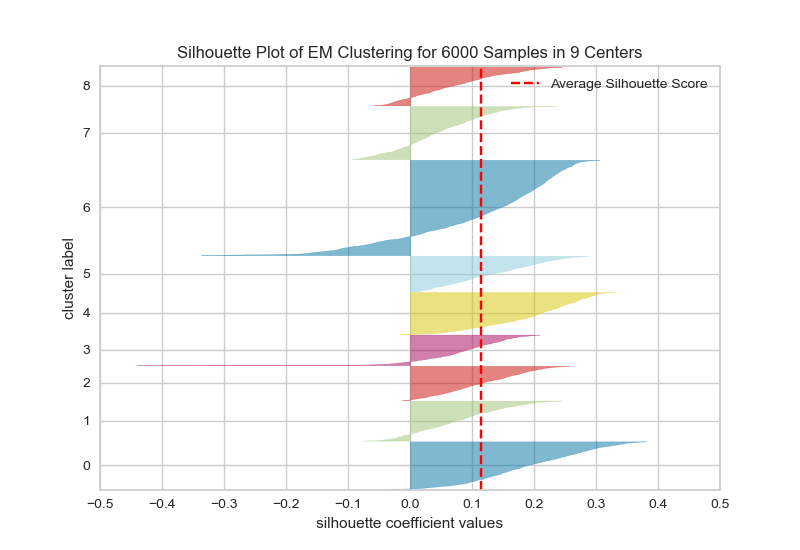 Silhouette Plot of EM Clustering for 6000 Samples in 9 Centers
Average Silhouette Score
8
7
6
5
4
3
2
1
0
cluster label
−0.5 −0.4 −0.3 −0.2 −0.1 0.0 0.1 0.2 0.3 0.4 0.5
silhouette coefficient values